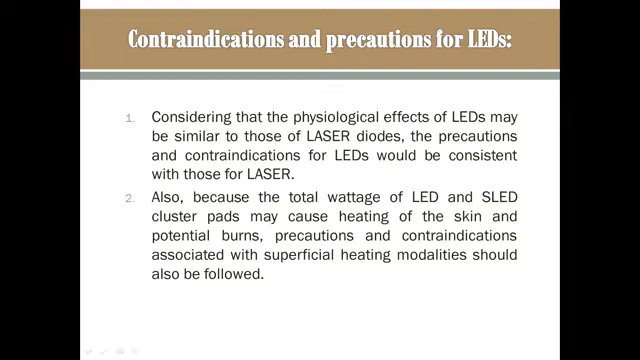 Contraindications and precautions for LEDs:
1. Considering that the physiological effects of LEDs may
be similar to those of LASER diodes, the precautions
and contraindications for LEDs would be consistent
with those for LASER.
2. Also, because the total wattage of LED and SLED
cluster pads may cause heating of the skin and
potential burns, precautions and contraindications
associated with superficial heating modalities should
also be followed.